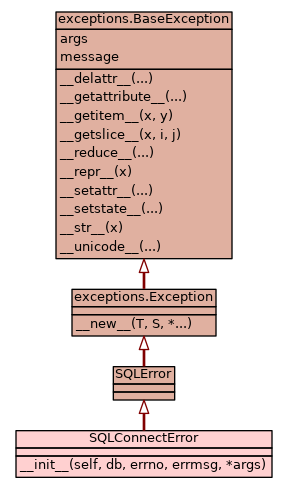 exceptions.BaseException
args
message
__delattr__(...)
__getattribute__(...)
__getitem__(x, y)
__getslice__(x, i, j)
__reduce__(...)
__repr__(x)
__setattr__(...)
__setstate__(...)
__str__(x)
__unicode__(...)
exceptions.Exception
__new__(T, S, *...)
SQLError
SQLConnectError
__init__(self, db, errno, errmsg, *args)